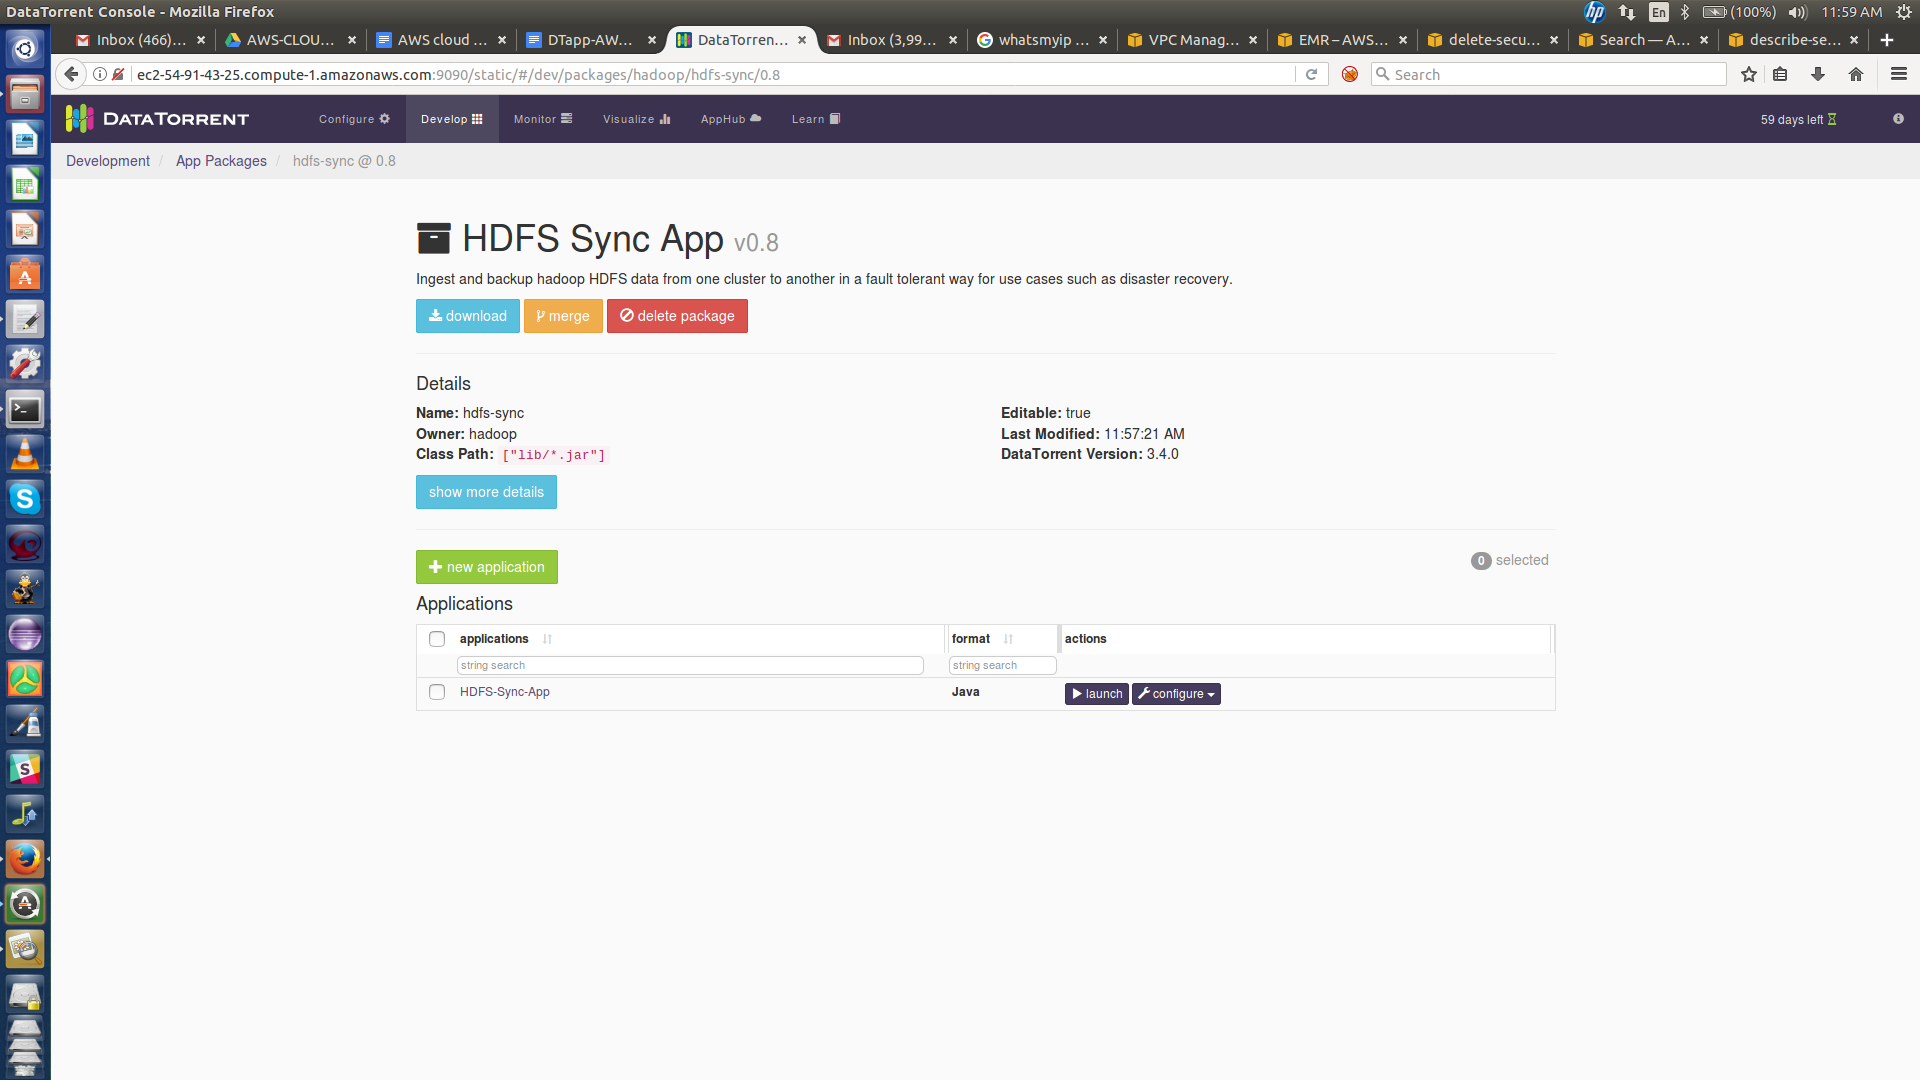 DataTorrent Console - Mozilla Firefox
hp En (100%) 11:59 AM
Inbox (466)... AWS-CLOU... AWS cloud ... DTapp-AW... DataTorren... Inbox (3,99... whatsmyip ... VPC Manag... EMR – AWS... delete-secu... Search — A... describe-se...
ec2-54-91-43-25.compute-1.amazonaws.com:9090/static/#/dev/packages/hadoop/hdfs-sync/0.8
Search
DATATORRENT Configure Develop Monitor Visualize AppHub Learn 59 days left
Development / App Packages / hdfs-sync @ 0.8
HDFS Sync App v0.8
Ingest and backup hadoop HDFS data from one cluster to another in a fault tolerant way for use cases such as disaster recovery.
download merge delete package
Details
Name: hdfs-sync
Owner: hadoop
Class Path: ["lib/*.jar"]
Editable: true
Last Modified: 11:57:21 AM
DataTorrent Version: 3.4.0
show more details
new application
0 selected
Applications
applications format actions
string search string search
HDFS-Sync-App Java launch configure